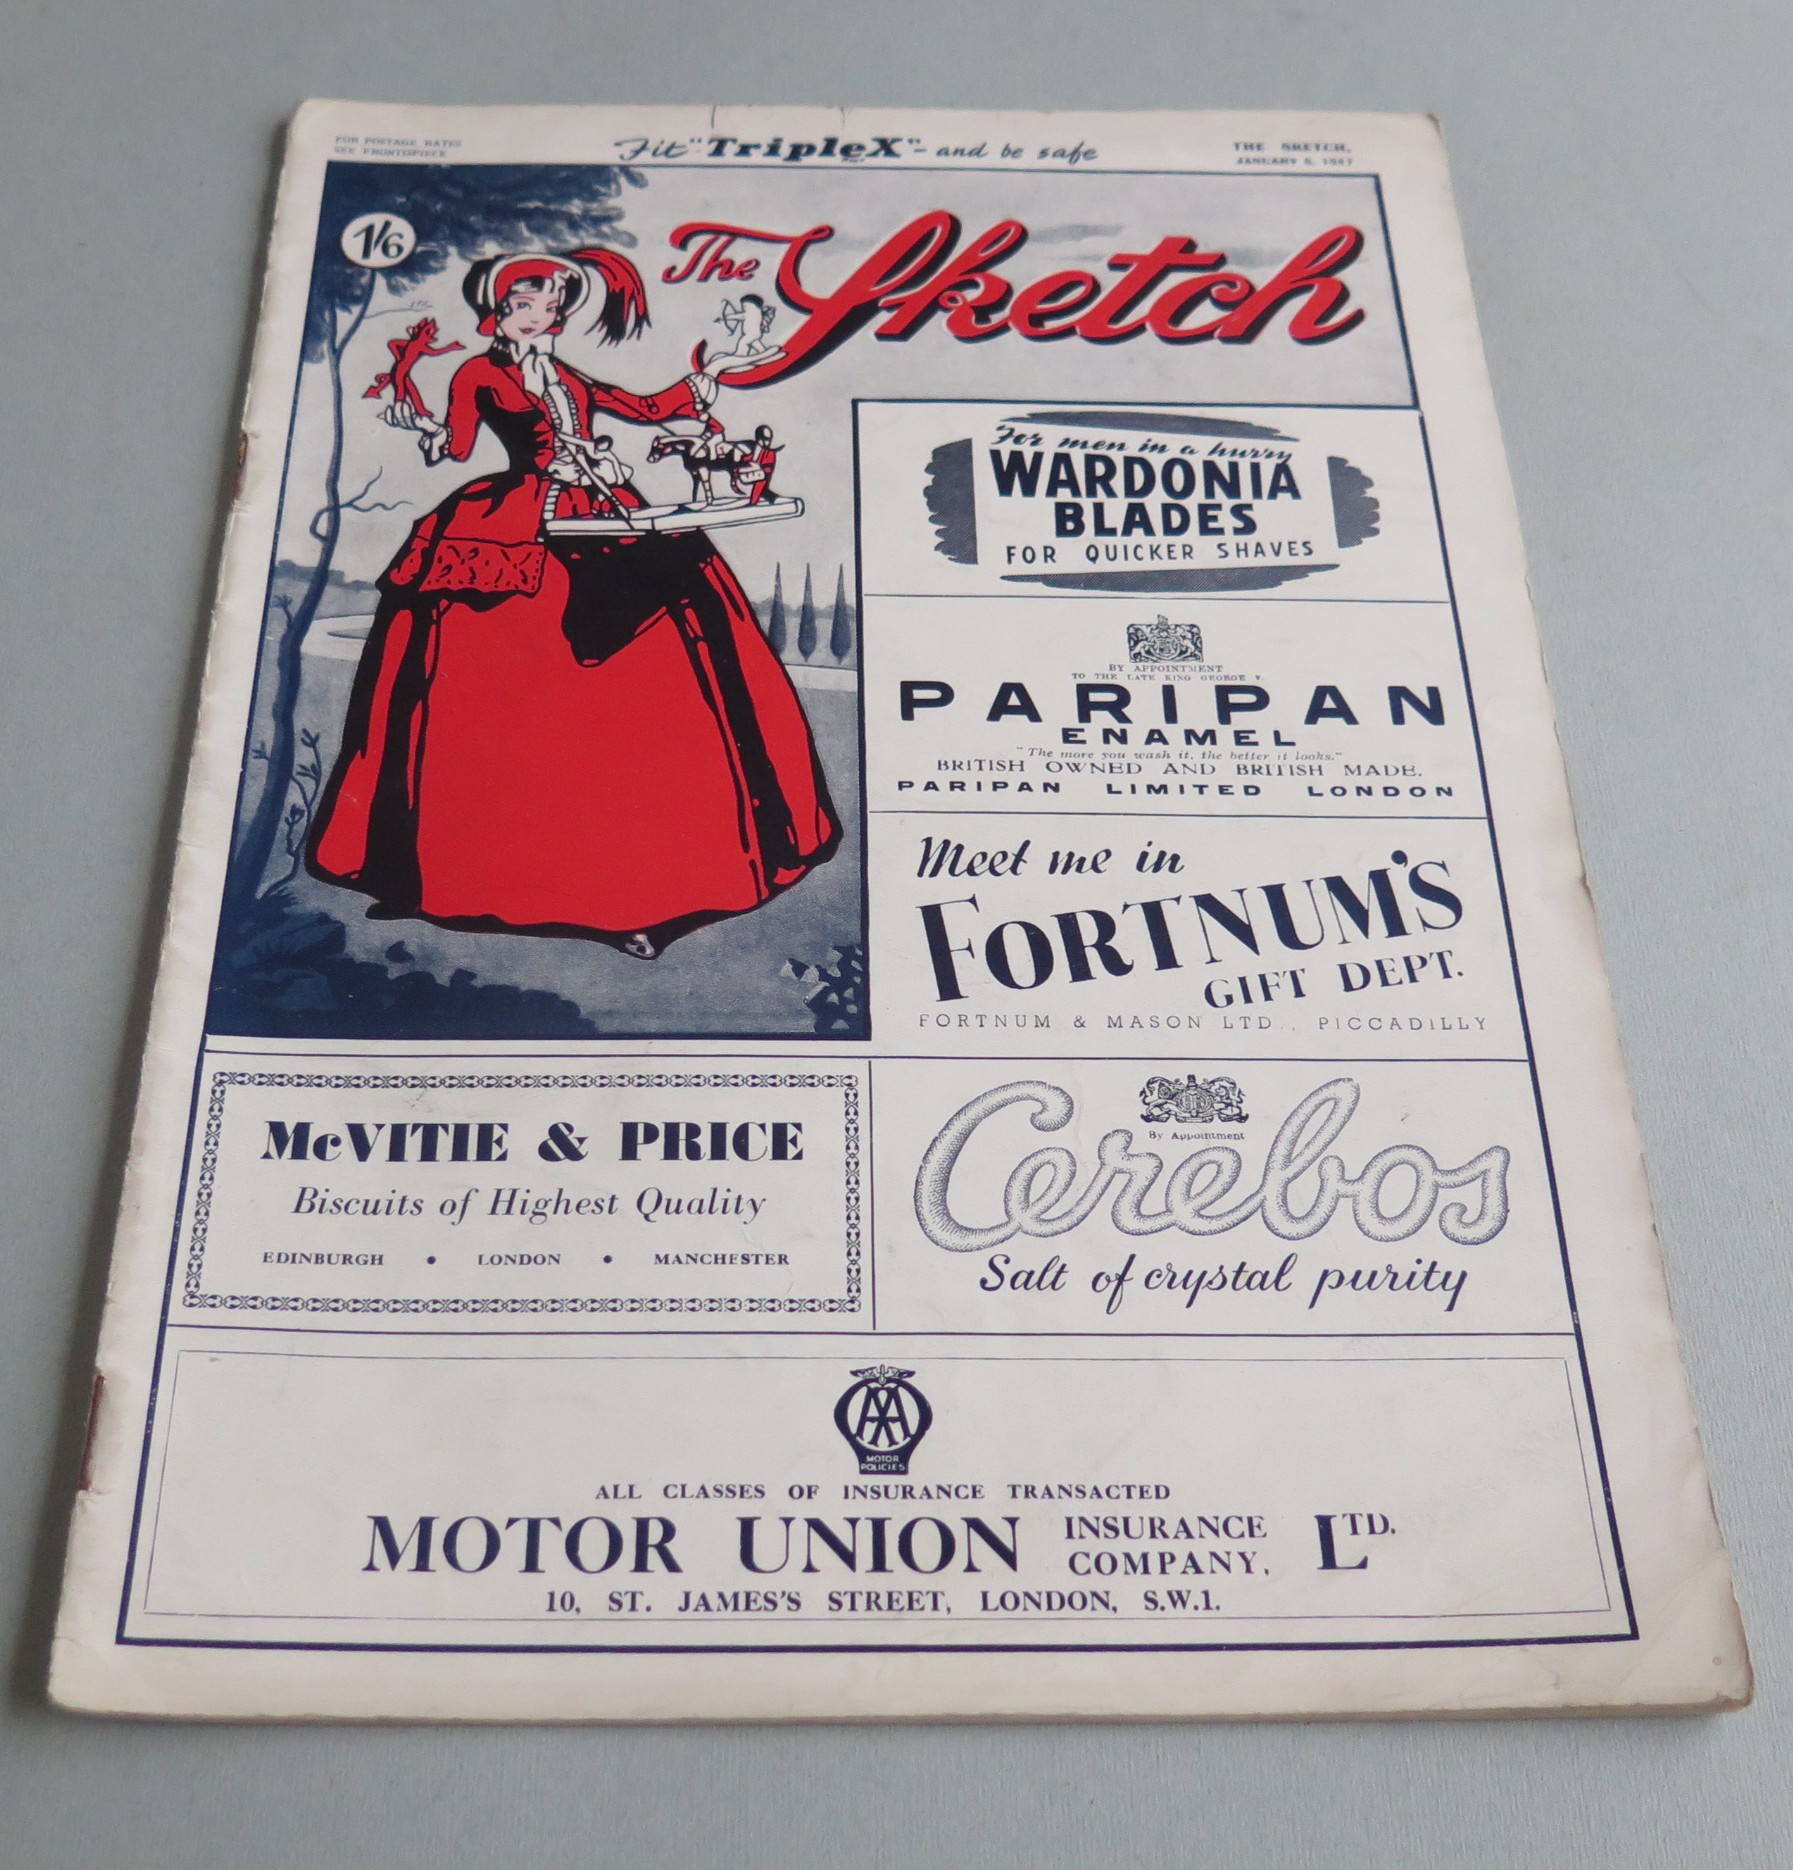 FOR POSTAGE RATES
SEE FRONTISPIECE
Fit "TripleX" - and be safe
THE SKETCH,
JANUARY 8, 1947
1/6
The Sketch
For men in a hurry
WARDONIA
BLADES
FOR QUICKER SHAVES
BY APPOINTMENT
TO THE LATE KING GEORGE V.
PARIPAN
ENAMEL
"The more you wash it, the better it looks."
BRITISH OWNED AND BRITISH MADE.
PARIPAN LIMITED LONDON
Meet me in
FORTNUM'S
GIFT DEPT.
FORTNUM & MASON LTD., PICCADILLY
McVITIE & PRICE
Biscuits of Highest Quality
EDINBURGH • LONDON • MANCHESTER
By Appointment
Cerebos
Salt of crystal purity
AA
MOTOR
POLICIES
ALL CLASSES OF INSURANCE TRANSACTED
MOTOR UNION INSURANCE COMPANY, LTD.
10, ST. JAMES'S STREET, LONDON, S.W.1.